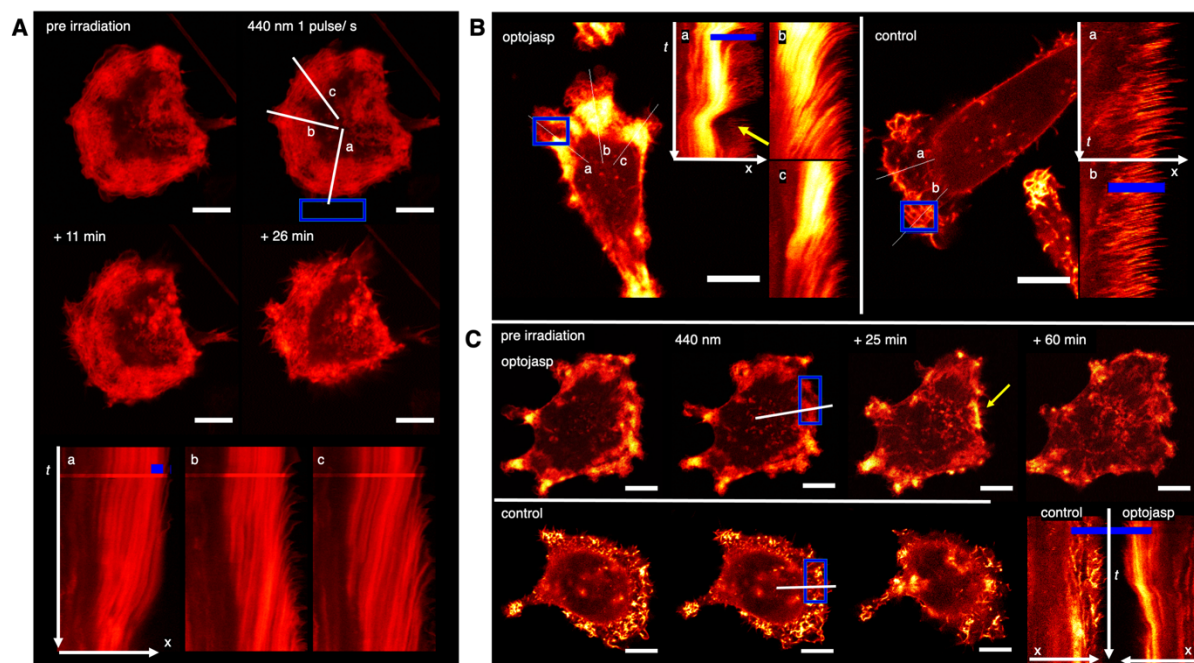 A
pre irradiation
440 nm 1 pulse/ s
c
b
a
+ 11 min
+ 26 min
t
a
b
c
x
B
optojasp
a
t
b
x
c
a
b
c
control
a
t
x
b
a
b
C
pre irradiation
440 nm
+ 25 min
+ 60 min
optojasp
control
control
optojasp
t
x
x